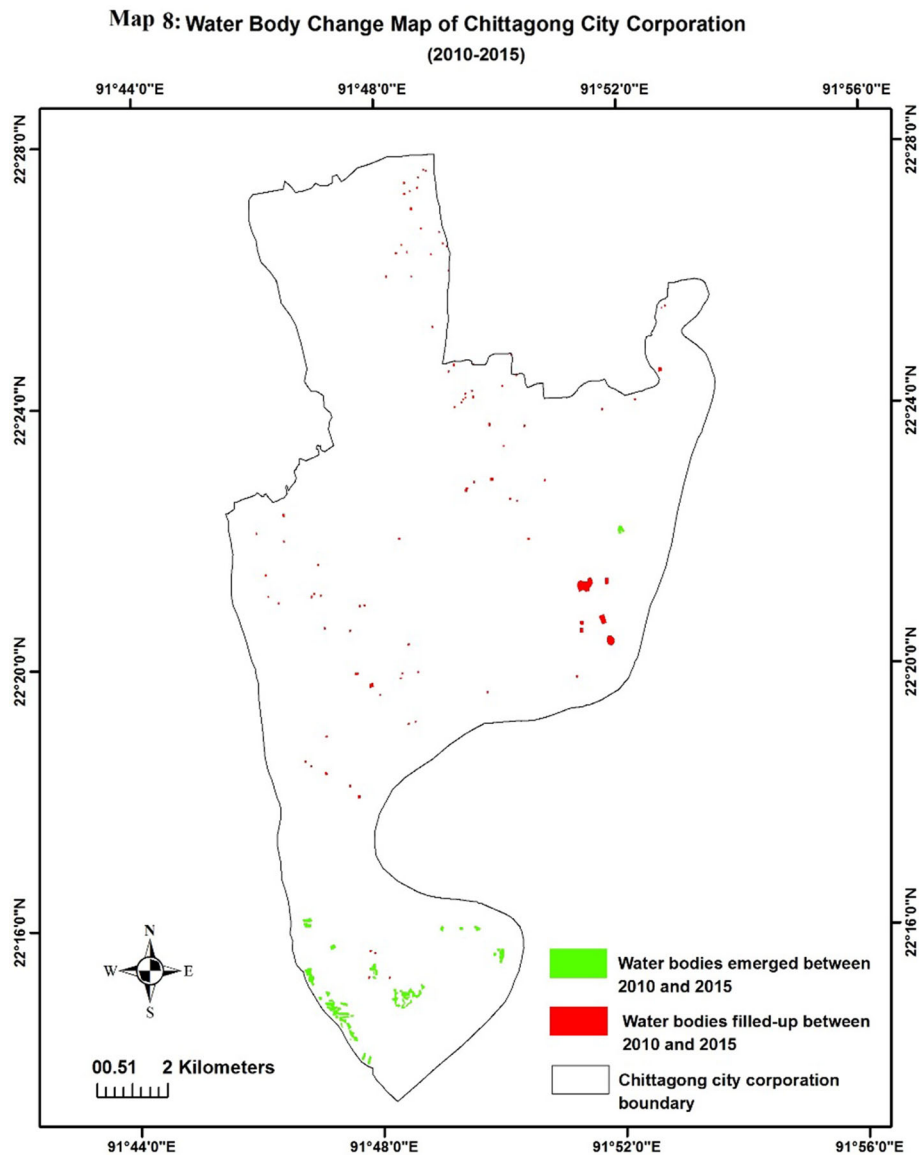 Map 8: Water Body Change Map of Chittagong City Corporation
(2010-2015)
91°44'0"E 91°48'0"E 91°52'0"E 91°56'0"E
22°28'0"N 22°28'0"N
22°24'0"N 22°24'0"N
22°20'0"N 22°20'0"N
22°16'0"N 22°16'0"N
N
W E
S
Water bodies emerged between
2010 and 2015
Water bodies filled-up between
2010 and 2015
00.51 2 Kilometers
Chittagong city corporation
boundary
91°44'0"E 91°48'0"E 91°52'0"E 91°56'0"E